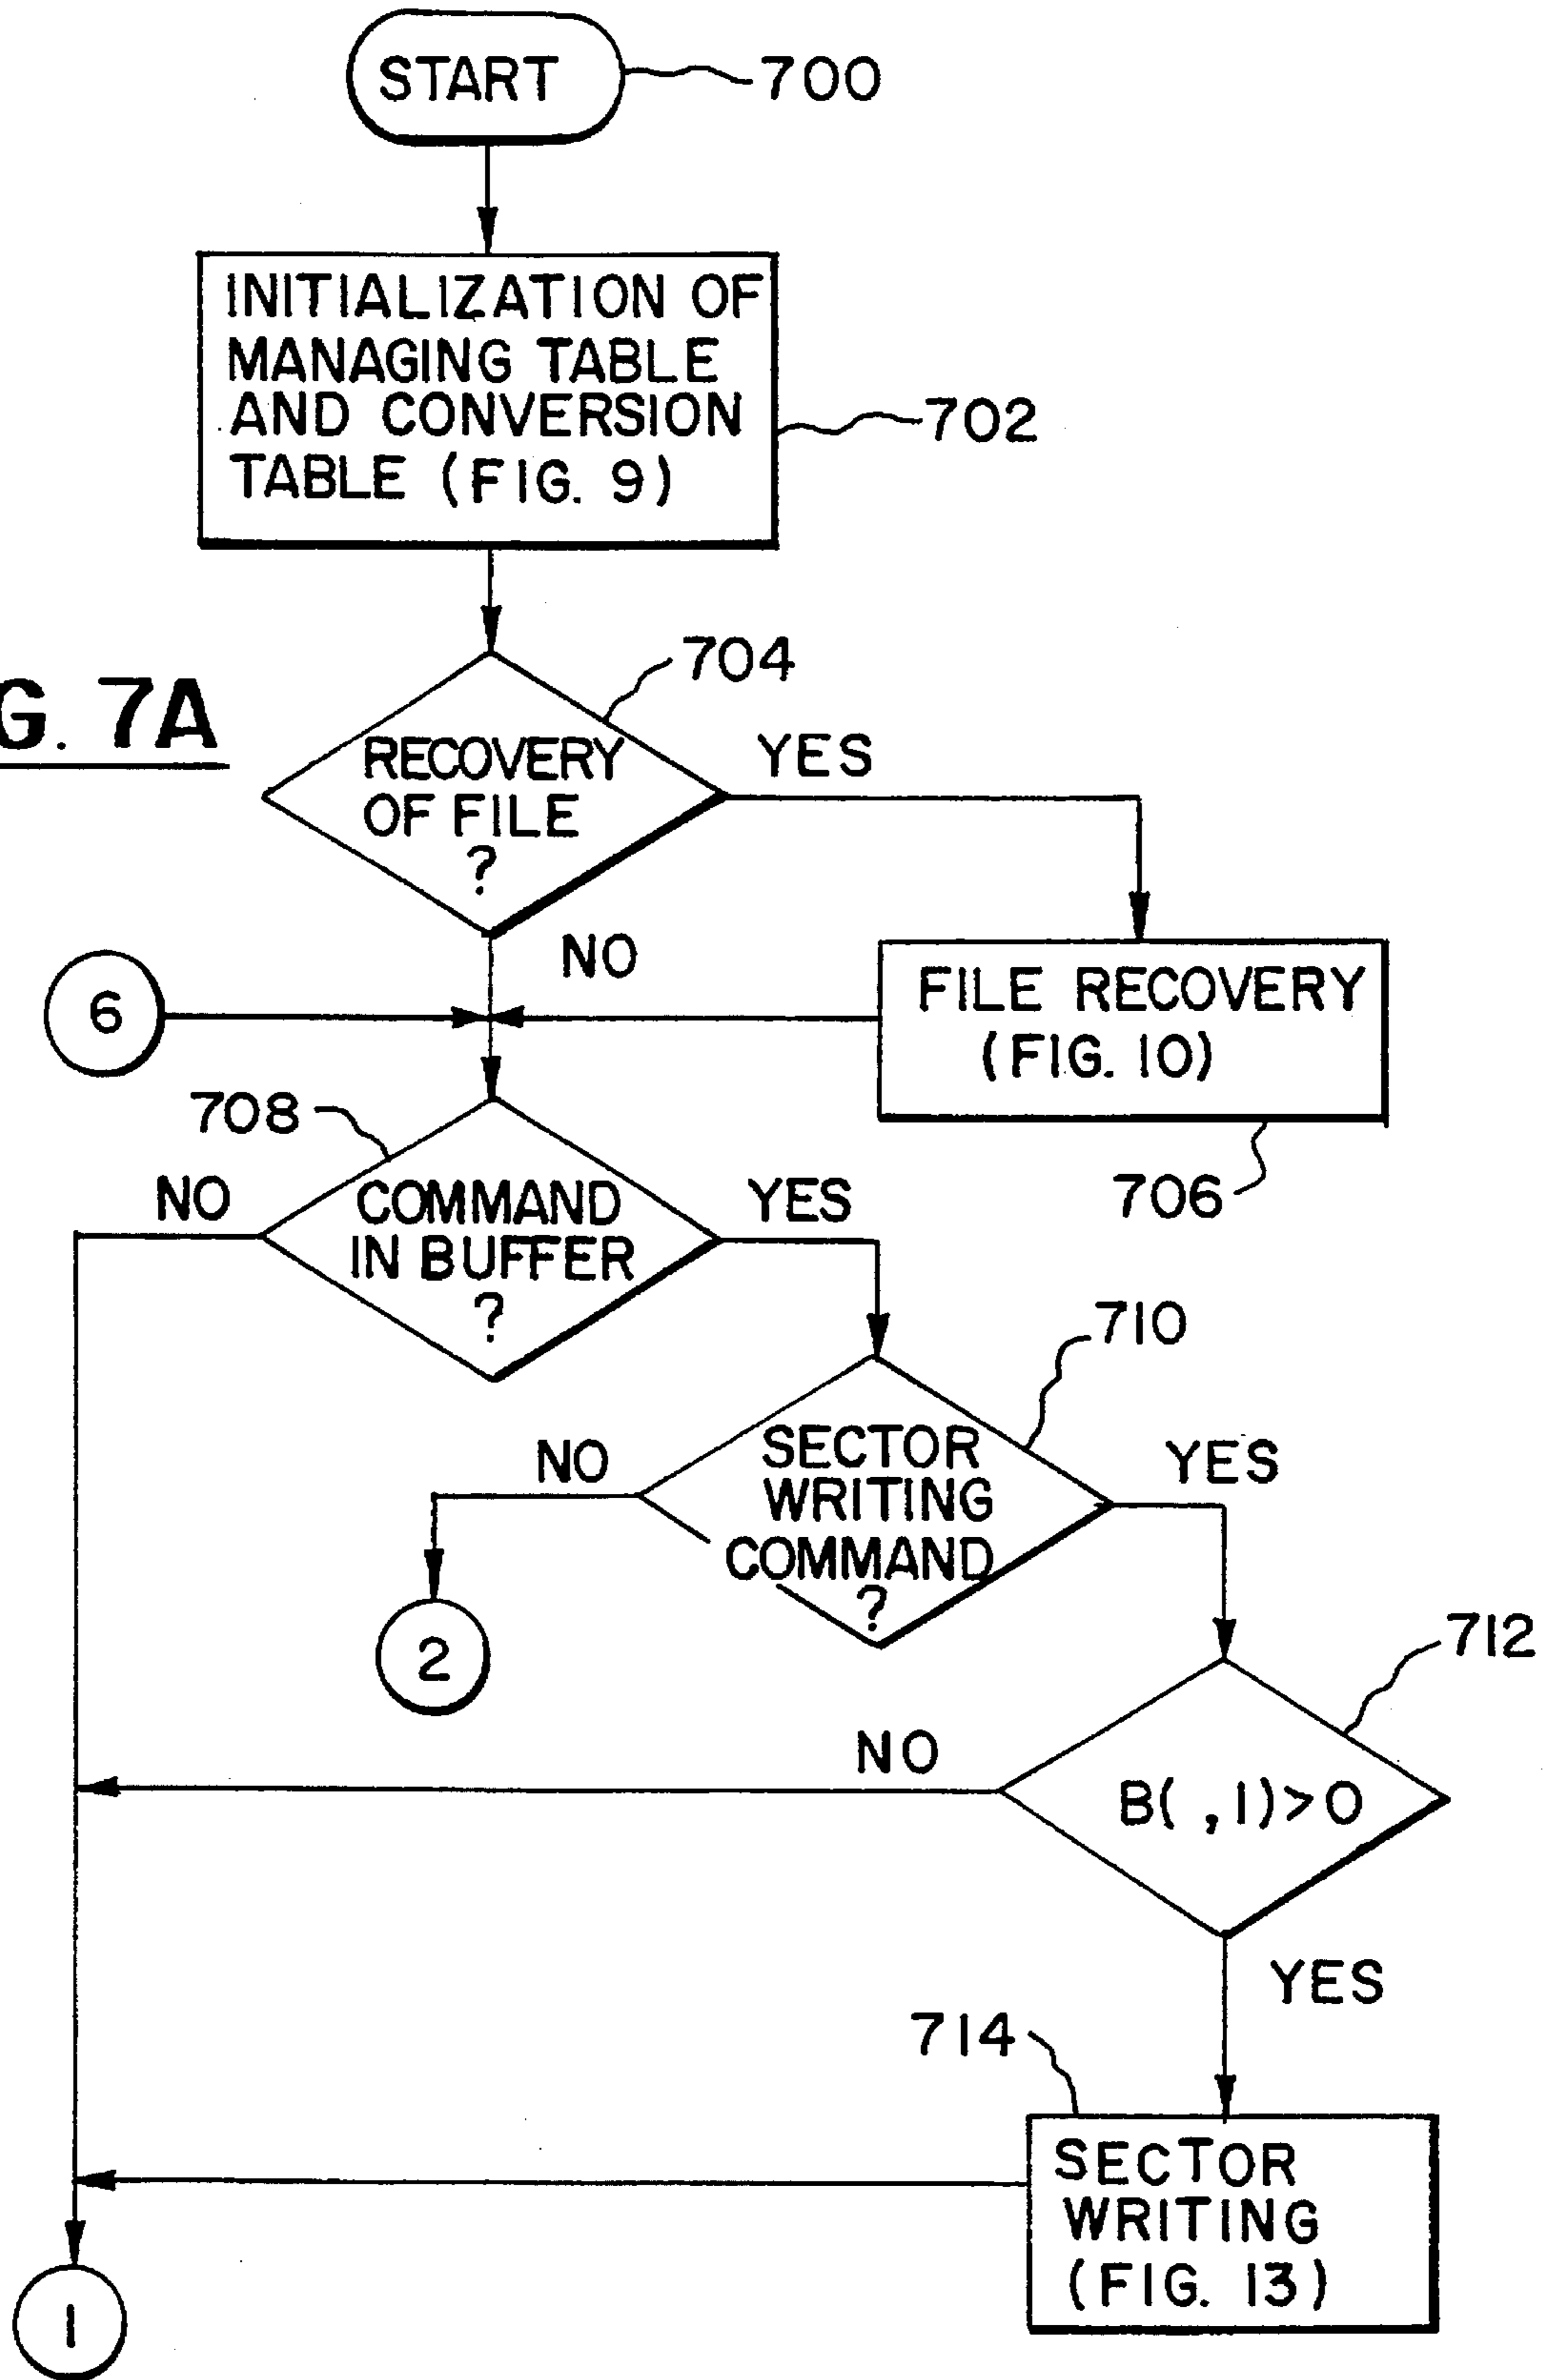 START
700
INITIALIZATION OF
MANAGING TABLE
AND CONVERSION
TABLE (FIG. 9)
702
G. 7A
704
RECOVERY
OF FILE
?
YES
NO
6
FILE RECOVERY
(FIG. 10)
706
708
NO
COMMAND
IN BUFFER
?
YES
710
NO
SECTOR
WRITING
COMMAND
?
YES
2
712
NO
B( ,1)>0
YES
714
SECTOR
WRITING
(FIG. 13)
1